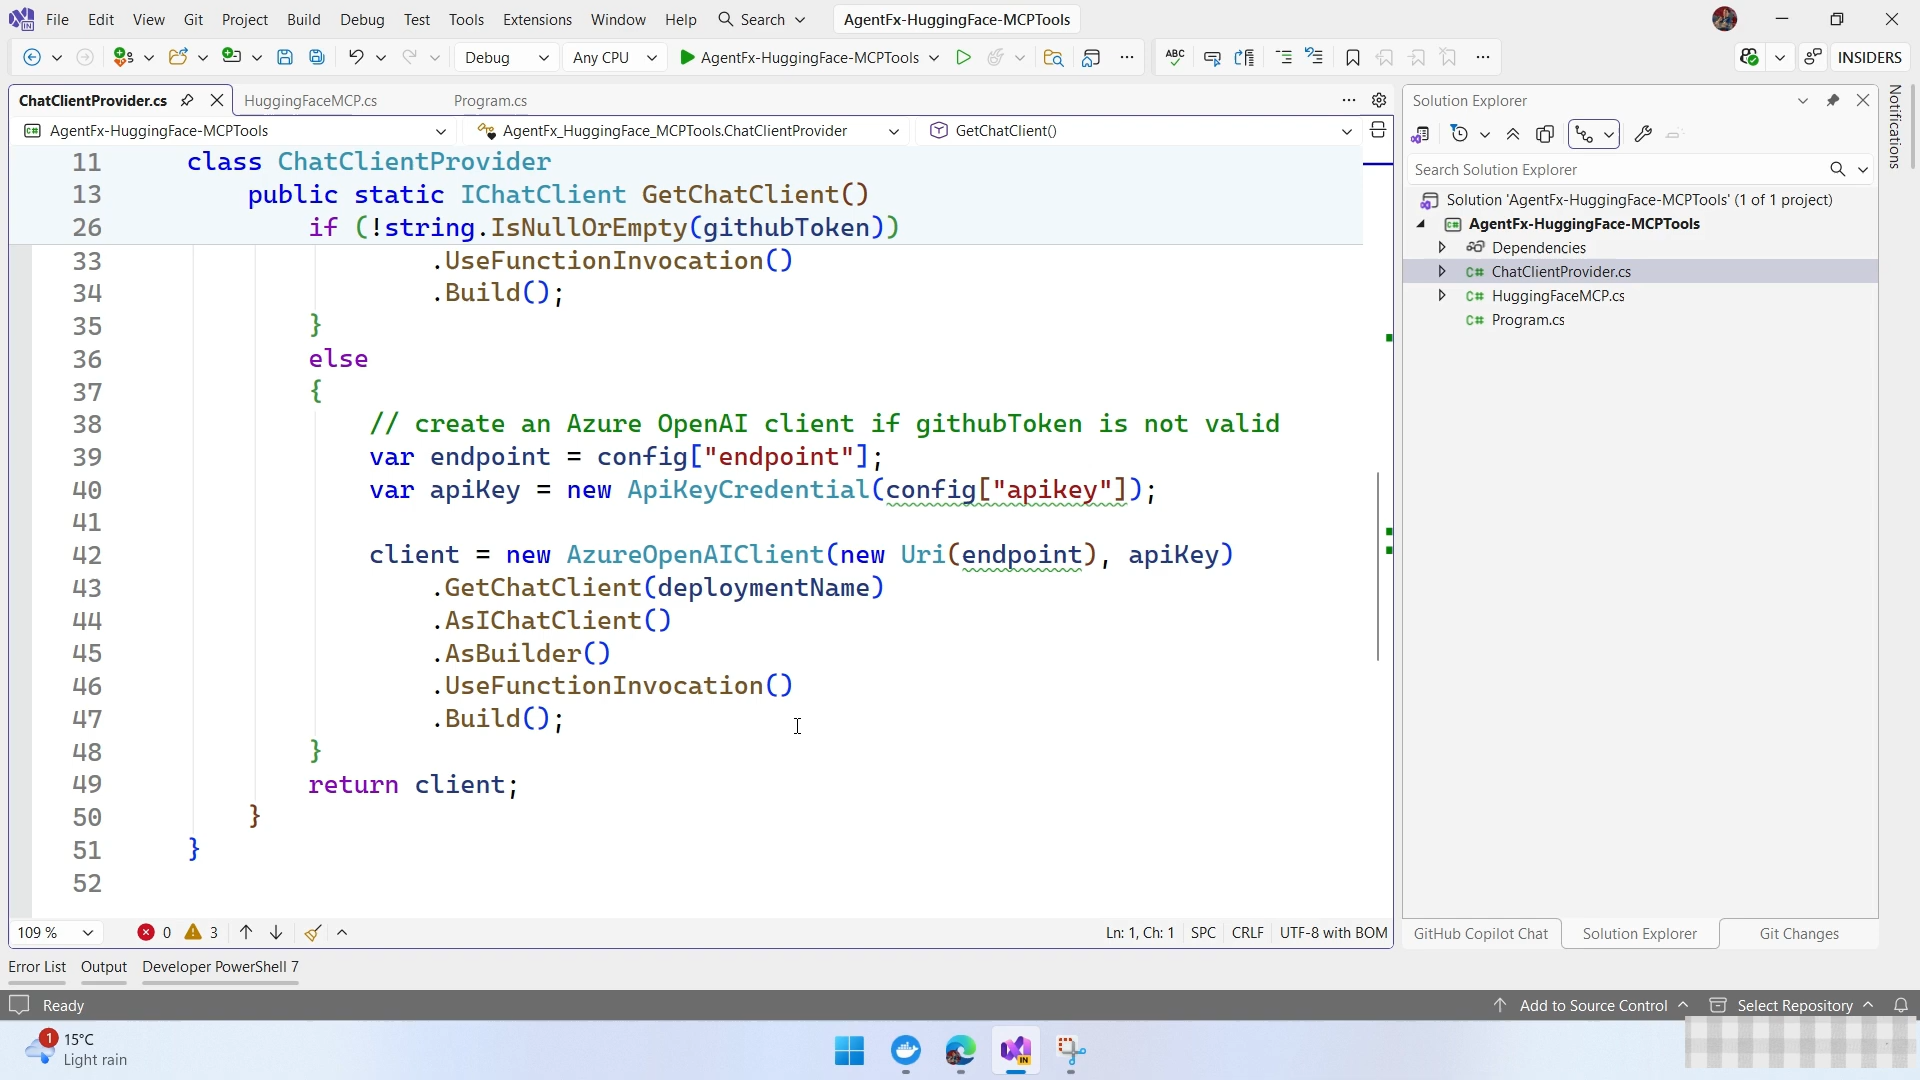 File Edit View Git Project Build Debug Test Tools Extensions Window Help Search AgentFx-HuggingFace-MCPTools
Debug Any CPU AgentFx-HuggingFace-MCPTools ABC INSIDERS
ChatClientProvider.cs HuggingFaceMCP.cs Program.cs
C# AgentFx-HuggingFace-MCPTools AgentFx_HuggingFace_MCPTools.ChatClientProvider GetChatClient()
11 class ChatClientProvider
13 public static IChatClient GetChatClient()
26 if (!string.IsNullOrEmpty(githubToken))
33 .UseFunctionInvocation()
34 .Build();
35 }
36 else
37 {
38 // create an Azure OpenAI client if githubToken is not valid
39 var endpoint = config["endpoint"];
40 var apiKey = new ApiKeyCredential(config["apikey"]);
41
42 client = new AzureOpenAIClient(new Uri(endpoint), apiKey)
43 .GetChatClient(deploymentName)
44 .AsIChatClient()
45 .AsBuilder()
46 .UseFunctionInvocation()
47 .Build();
48 }
49 return client;
50 }
51 }
52
109 % 0 3 Ln: 1, Ch: 1 SPC CRLF UTF-8 with BOM
Solution Explorer
Search Solution Explorer
Solution 'AgentFx-HuggingFace-MCPTools' (1 of 1 project)
C# AgentFx-HuggingFace-MCPTools
Dependencies
C# ChatClientProvider.cs
C# HuggingFaceMCP.cs
C# Program.cs
GitHub Copilot Chat Solution Explorer Git Changes
Notifications
Error List Output Developer PowerShell 7
Ready Add to Source Control Select Repository
1 15°C
Light rain
IN